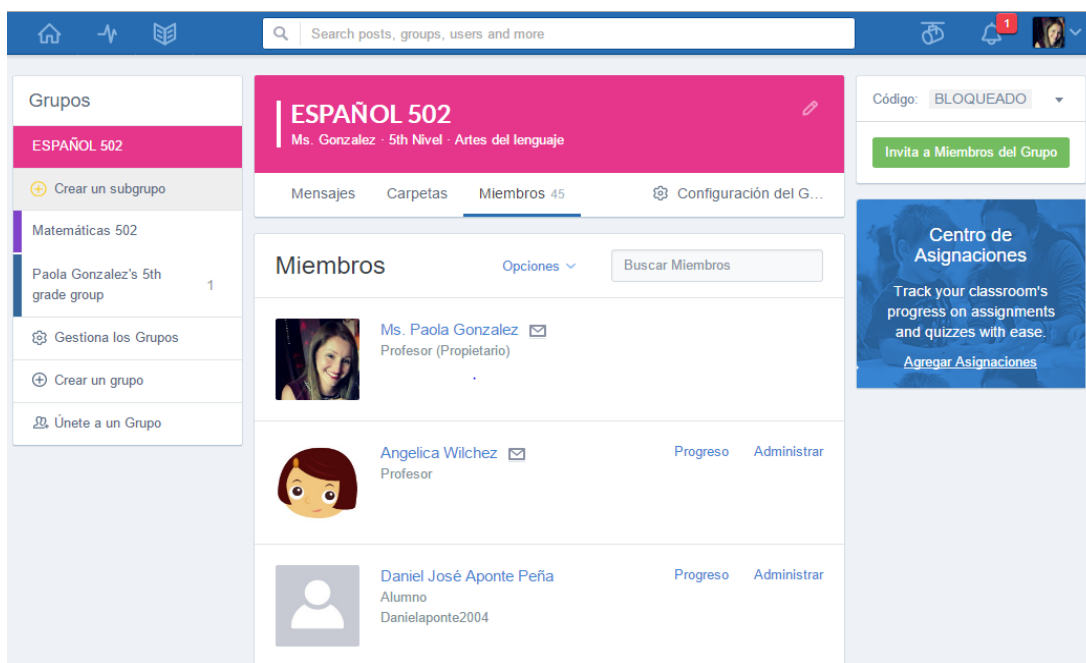 Search posts, groups, users and more
1
Grupos
ESPAÑOL 502
Crear un subgrupo
Matemáticas 502
Paola Gonzalez's 5th
grade group
1
Gestiona los Grupos
Crear un grupo
Únete a un Grupo
ESPAÑOL 502
Ms. Gonzalez · 5th Nivel · Artes del lenguaje
Mensajes Carpetas Miembros 45 Configuración del G...
Miembros Opciones Buscar Miembros
Ms. Paola Gonzalez
Profesor (Propietario)
Angelica Wilchez Progreso Administrar
Profesor
Daniel José Aponte Peña Progreso Administrar
Alumno
Danielaponte2004
Código: BLOQUEADO
Invita a Miembros del Grupo
Centro de
Asignaciones
Track your classroom's
progress on assignments
and quizzes with ease.
Agregar Asignaciones